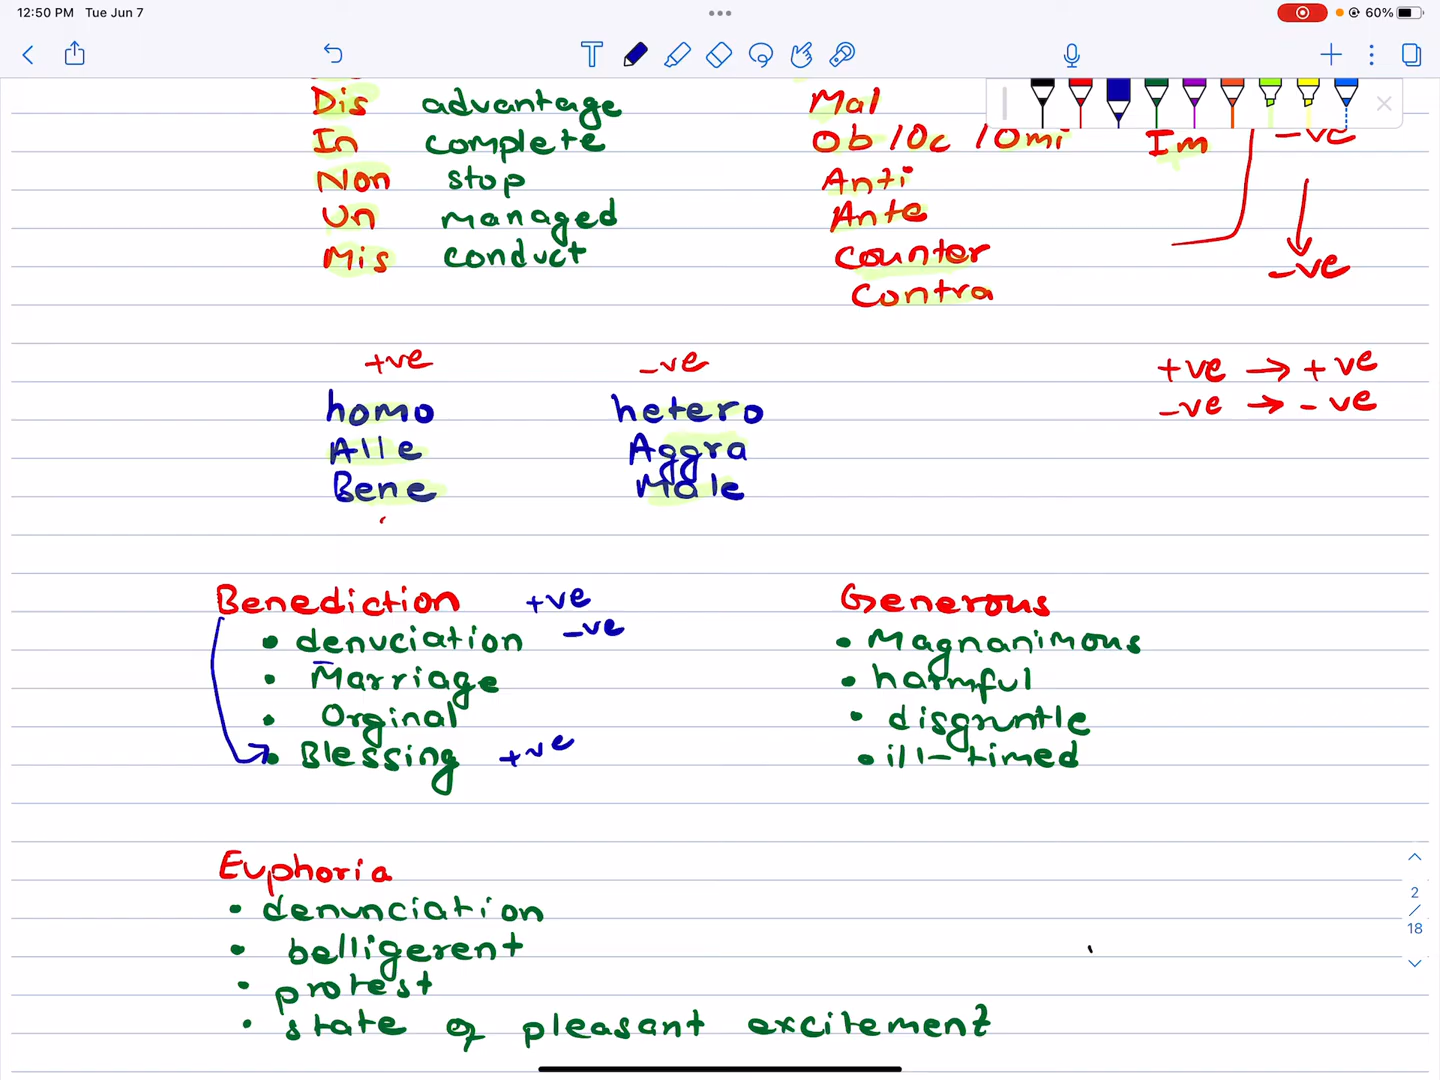 12:50 PM Tue Jun 7
60%
Dis advantage
In complete
Non stop
Un managed
Mis conduct
Mal
Ob /Oc /Omi
Anti
Ante
Counter
Contra
Im
-ve
-ve
+ve
homo
Alle
Bene
-ve
hetero
Aggra
Male
+ve → +ve
-ve → -ve
Benediction +ve
• denuciation -ve
• Marriage
• Orginal
• Blessing +ve
Generous
• Magnanimous
• harmful
• disgruntle
• ill-timed
Euphoria
• denunciation
• belligerent
• protest
• state of pleasant excitement
2
/
18